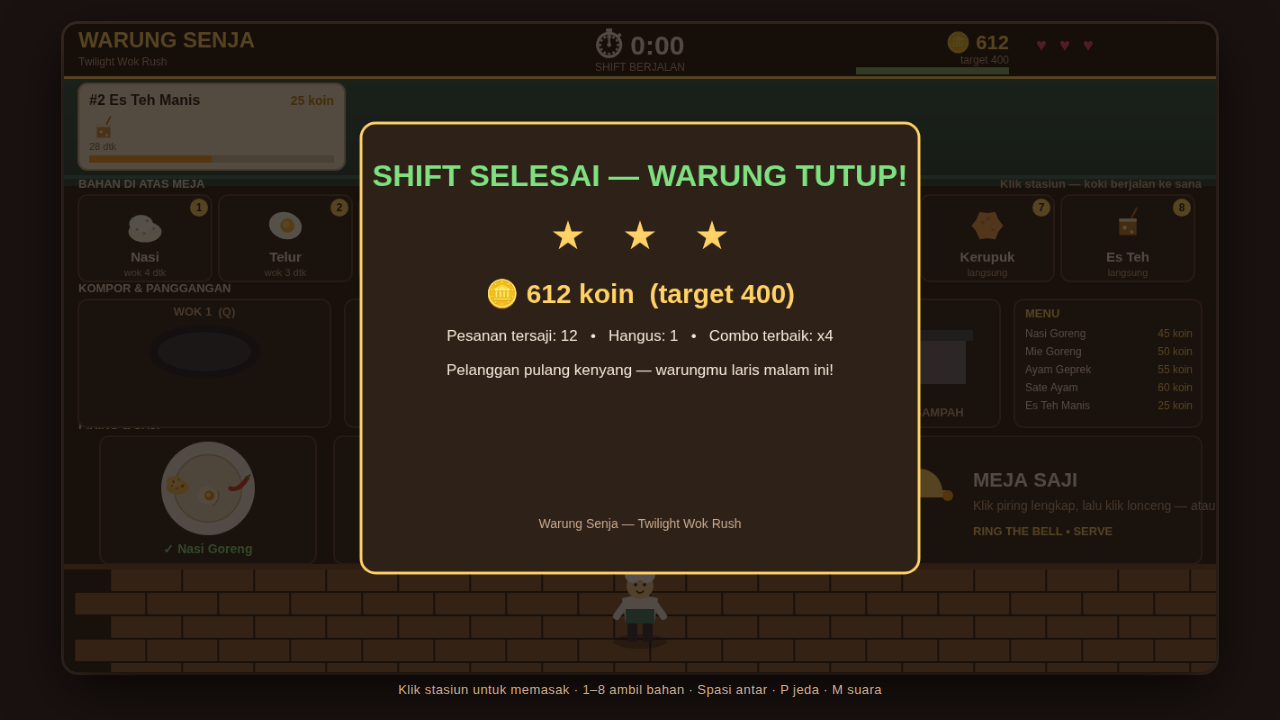 WARUNG SENJA
Twilight Wok Rush
0:00
SHIFT BERJALAN
612
target 400
#2 Es Teh Manis
25 koin
28 dtk
BAHAN DI ATAS MEJA
Klik stasiun — koki berjalan ke sana
1
Nasi
wok 4 dtk
2
Telur
wok 3 dtk
7
Kerupuk
langsung
8
Es Teh
langsung
KOMPOR & PANGGANGAN
WOK 1 (Q)
MENU
Nasi Goreng 45 koin
Mie Goreng 50 koin
Ayam Geprek 55 koin
Sate Ayam 60 koin
Es Teh Manis 25 koin
✓ Nasi Goreng
MEJA SAJI
Klik piring lengkap, lalu klik lonceng — atau
RING THE BELL • SERVE
SHIFT SELESAI — WARUNG TUTUP!
612 koin (target 400)
Pesanan tersaji: 12 • Hangus: 1 • Combo terbaik: x4
Pelanggan pulang kenyang — warungmu laris malam ini!
Warung Senja — Twilight Wok Rush
Klik stasiun untuk memasak · 1–8 ambil bahan · Spasi antar · P jeda · M suara